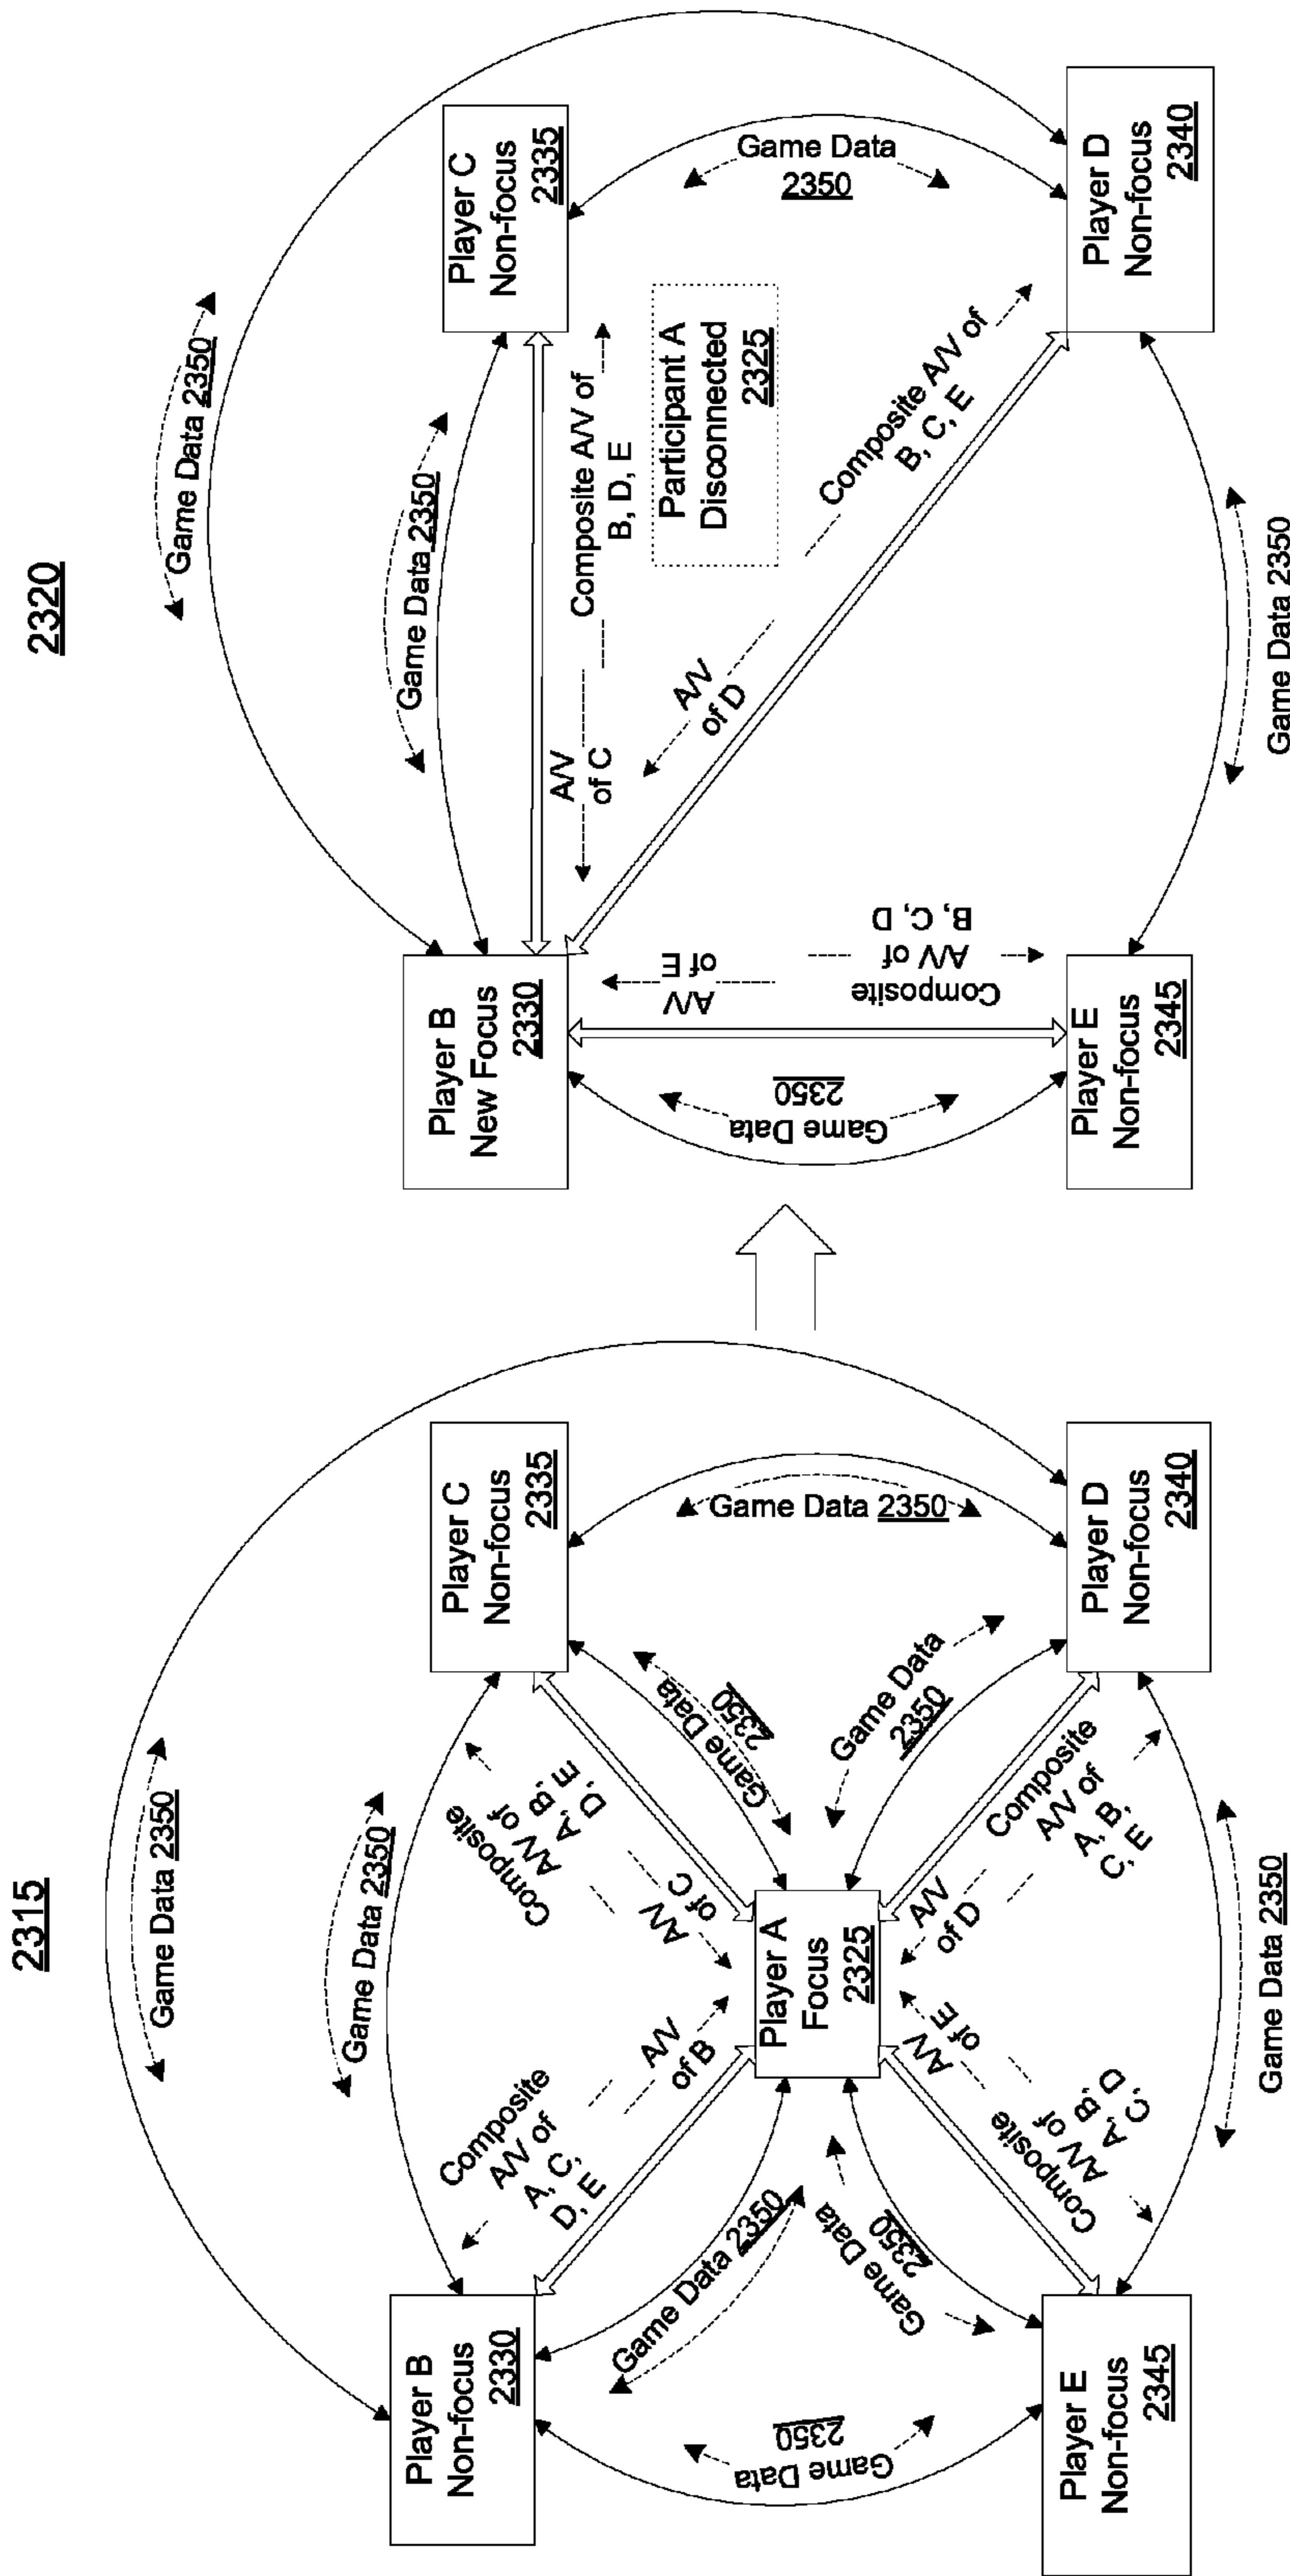 2315
Game Data 2350
Game Data 2350
Player B
Non-focus
2330
Player C
Non-focus
2335
Composite
A/V of
A, C,
D, E
A/V
of B
Composite
A/V of
A, B,
D, E
A/V
of C
Game Data 2350
Game Data
2350
Game Data 2350
Game Data
2350
Player A
Focus
2325
Game Data
2350
Game Data
2350
A/V
of E
Composite
A/V of
A, B,
C, D
A/V
of D
Composite
A/V of
A, B,
C, E
Player E
Non-focus
2345
Player D
Non-focus
2340
Game Data 2350
2320
Game Data 2350
Game Data 2350
Player B
New Focus
2330
Player C
Non-focus
2335
A/V
of C
Composite A/V of
B, D, E
Participant A
Disconnected
2325
Game Data
2350
Game Data
2350
A/V
of E
Composite
A/V of
B, C, D
A/V
of D
Composite A/V of
B, C, E
Player E
Non-focus
2345
Player D
Non-focus
2340
Game Data 2350